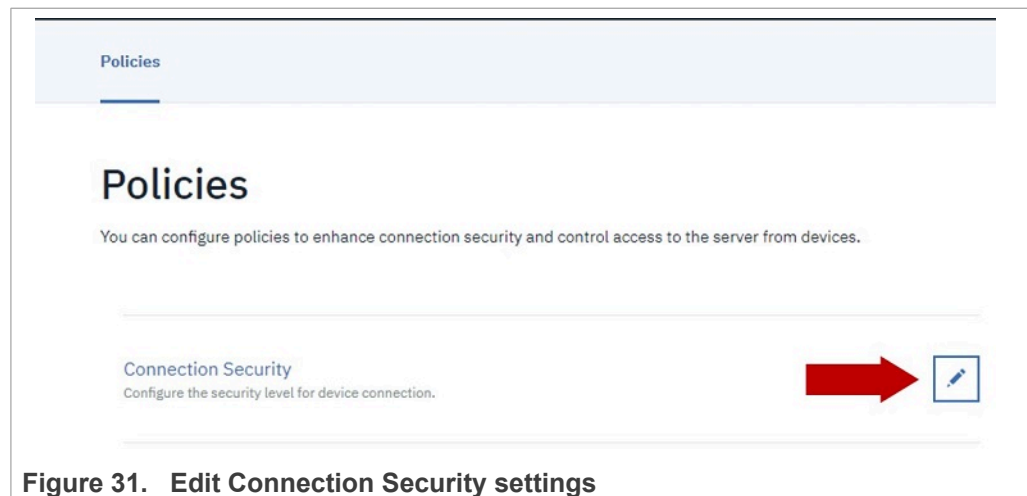 Policies
Policies
You can configure policies to enhance connection security and control access to the server from devices.
Connection Security
Configure the security level for device connection.
Figure 31. Edit Connection Security settings